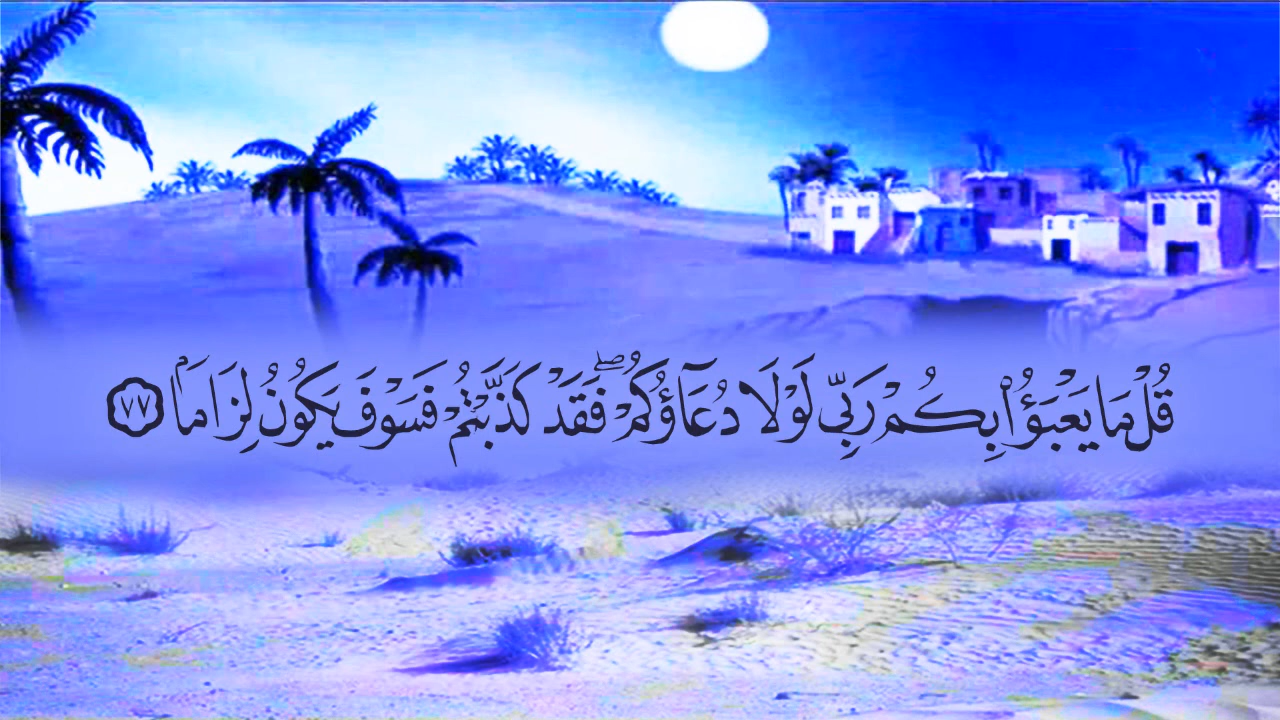 قُلْ مَا يَعْبَؤُا۟ بِكُمْ رَبِّى لَوْلَا دُعَآؤُكُمْ ۖ فَقَدْ كَذَّبْتُمْ فَسَوْفَ يَكُونُ لِزَامًۢا ٧٧